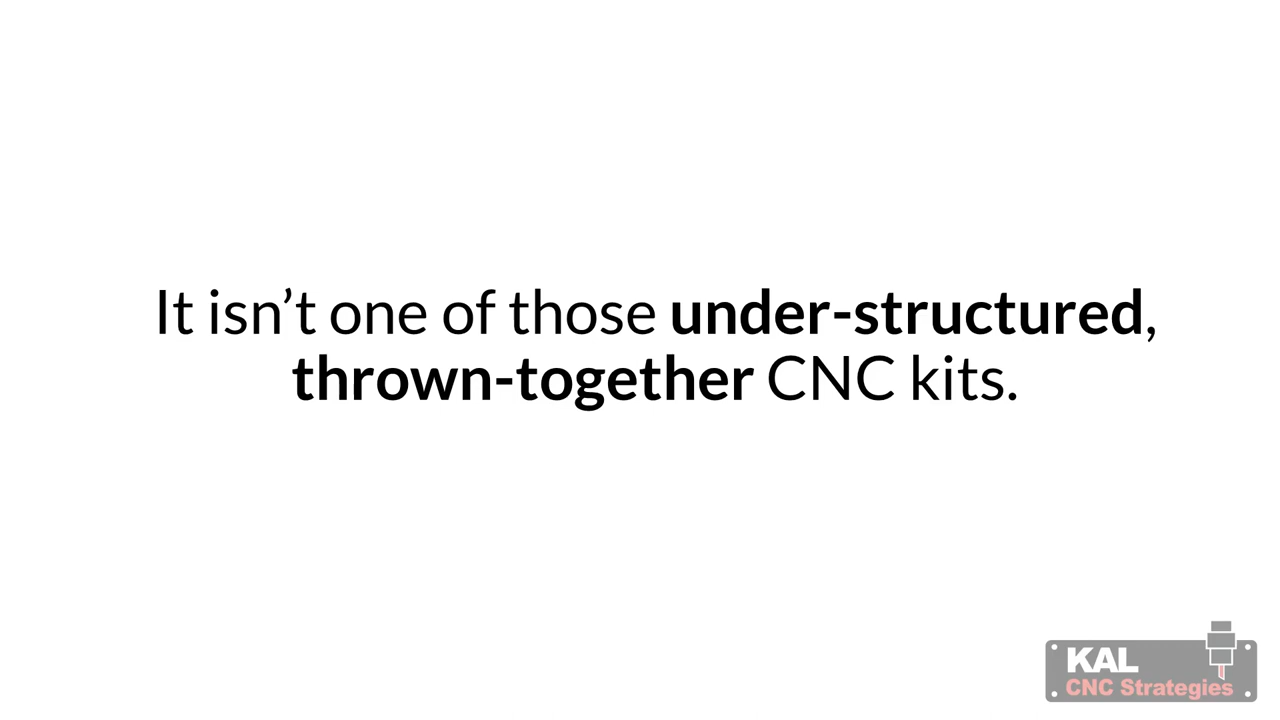 It isn’t one of those under-structured,
thrown-together CNC kits.
KAL
CNC Strategies